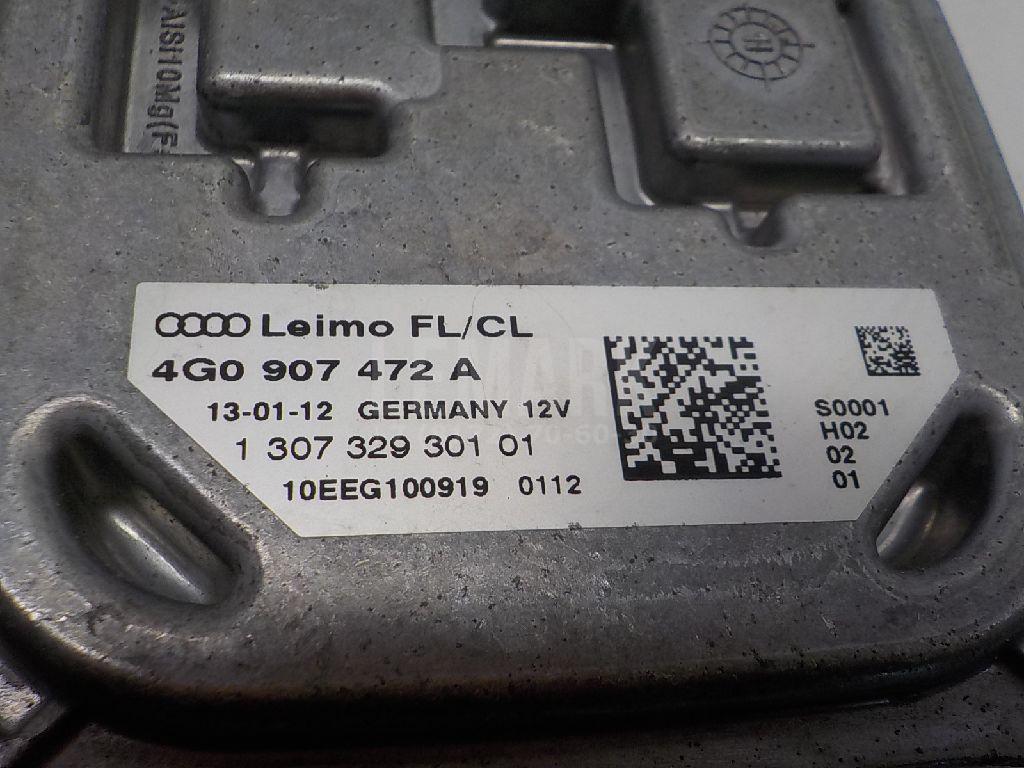 AlSi10Mg(F
Leimo FL/CL
4G0 907 472 A
13-01-12 GERMANY 12V
1 307 329 301 01
10EEG100919 0112
S0001
H02
02
01